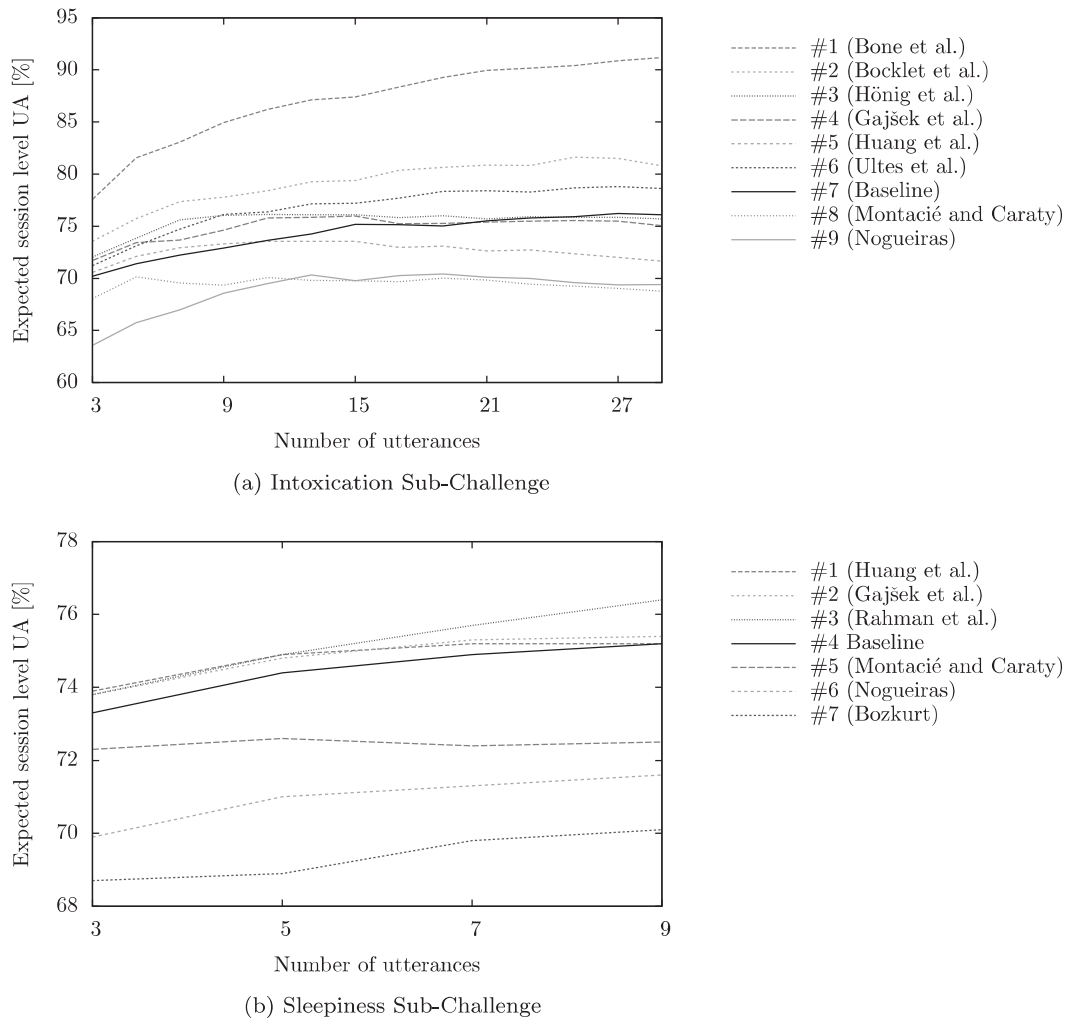 95
90
85
80
75
70
65
60
Expected session level UA [%]
3 9 15 21 27
Number of utterances
#1 (Bone et al.)
#2 (Bocklet et al.)
#3 (Hönig et al.)
#4 (Gajšek et al.)
#5 (Huang et al.)
#6 (Ultes et al.)
#7 (Baseline)
#8 (Montacié and Caraty)
#9 (Nogueiras)
(a) Intoxication Sub-Challenge
78
76
74
72
70
68
Expected session level UA [%]
3 5 7 9
Number of utterances
#1 (Huang et al.)
#2 (Gajšek et al.)
#3 (Rahman et al.)
#4 Baseline
#5 (Montacié and Caraty)
#6 (Nogueiras)
#7 (Bozkurt)
(b) Sleepiness Sub-Challenge